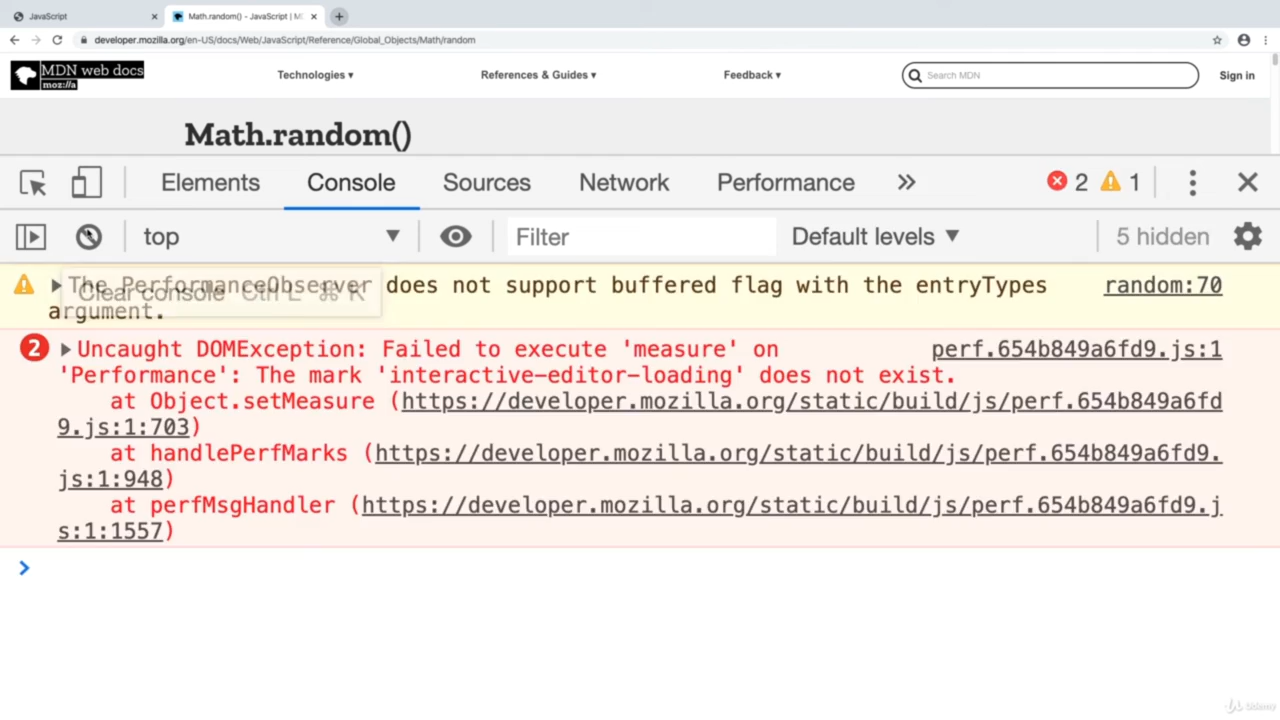 JavaScript
Math.random() - JavaScript | M
developer.mozilla.org/en-US/docs/Web/JavaScript/Reference/Global_Objects/Math/random
MDN web docs
moz://a
Technologies ▾
References & Guides ▾
Feedback ▾
Search MDN
Sign in
Math.random()
Elements Console Sources Network Performance » 2 1
top ▼ Filter Default levels ▼ 5 hidden
The PerformanceObserver does not support buffered flag with the entryTypes random:70
argument.
Clear console Ctrl L ⌘ K
2 Uncaught DOMException: Failed to execute 'measure' on perf.654b849a6fd9.js:1
'Performance': The mark 'interactive-editor-loading' does not exist.
at Object.setMeasure (https://developer.mozilla.org/static/build/js/perf.654b849a6fd
9.js:1:703)
at handlePerfMarks (https://developer.mozilla.org/static/build/js/perf.654b849a6fd9.
js:1:948)
at perfMsgHandler (https://developer.mozilla.org/static/build/js/perf.654b849a6fd9.j
s:1:1557)
Udemy